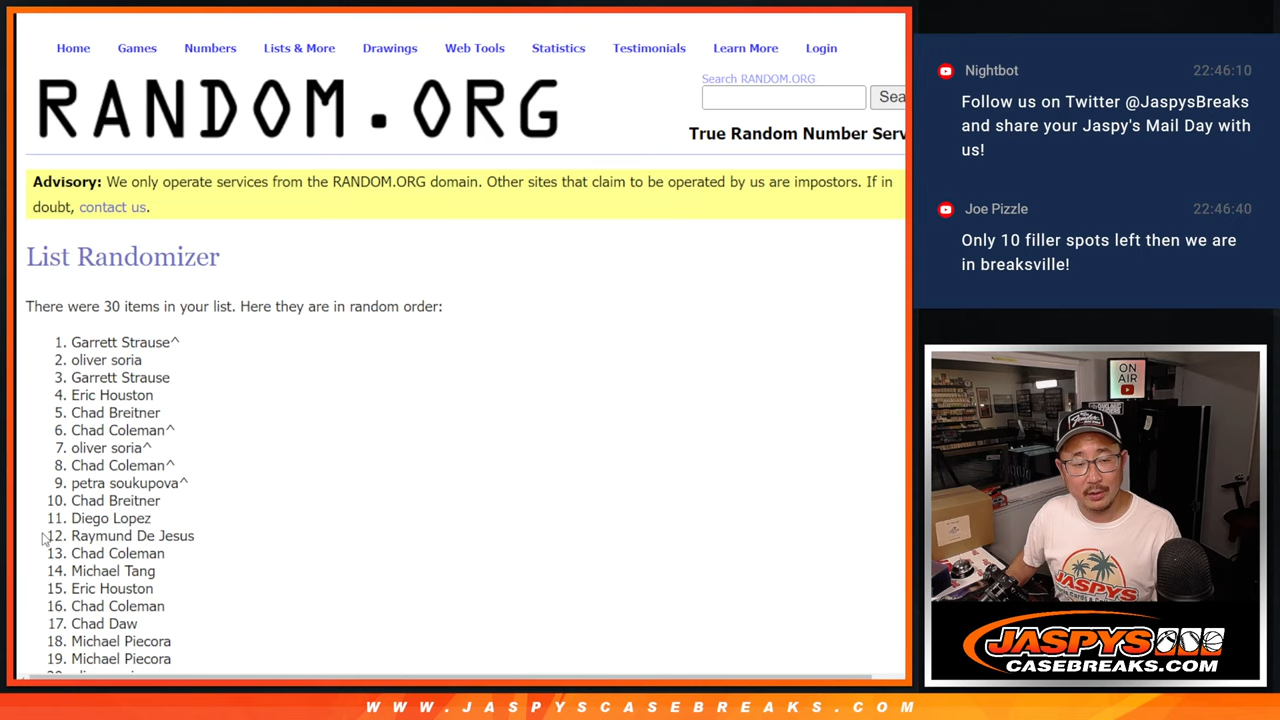 Home Games Numbers Lists & More Drawings Web Tools Statistics Testimonials Learn More Login
RANDOM.ORG
Search RANDOM.ORG
Sea
True Random Number Serv
Advisory: We only operate services from the RANDOM.ORG domain. Other sites that claim to be operated by us are impostors. If in
doubt, contact us.
List Randomizer
There were 30 items in your list. Here they are in random order:
1. Garrett Strause^
2. oliver soria
3. Garrett Strause
4. Eric Houston
5. Chad Breitner
6. Chad Coleman^
7. oliver soria^
8. Chad Coleman^
9. petra soukupova^
10. Chad Breitner
11. Diego Lopez
12. Raymund De Jesus
13. Chad Coleman
14. Michael Tang
15. Eric Houston
16. Chad Coleman
17. Chad Daw
18. Michael Piecora
19. Michael Piecora
Nightbot 22:46:10
Follow us on Twitter @JaspysBreaks
and share your Jaspy's Mail Day with
us!
Joe Pizzle 22:46:40
Only 10 filler spots left then we are
in breaksville!
ON
AIR
Fender
JASPYS
JASPYS
CASEBREAKS.COM
WWW.JASPYSCASEBREAKS.COM